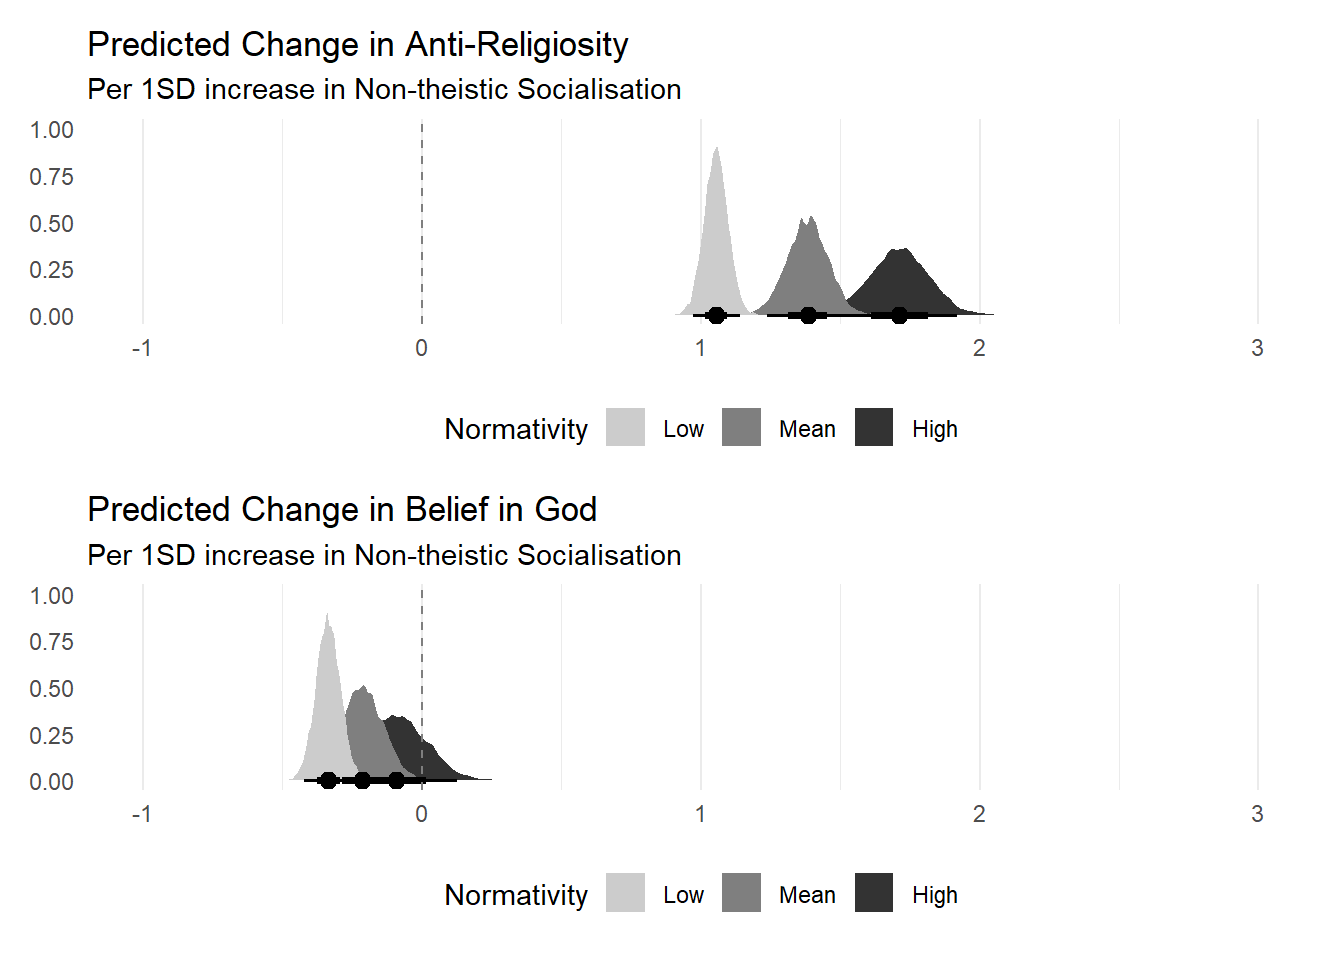 Predicted Change in Anti-Religiosity
Per 1SD increase in Non-theistic Socialisation
1.00
0.75
0.50
0.25
0.00
-1 0 1 2 3
Normativity Low Mean High
Predicted Change in Belief in God
Per 1SD increase in Non-theistic Socialisation
1.00
0.75
0.50
0.25
0.00
-1 0 1 2 3
Normativity Low Mean High